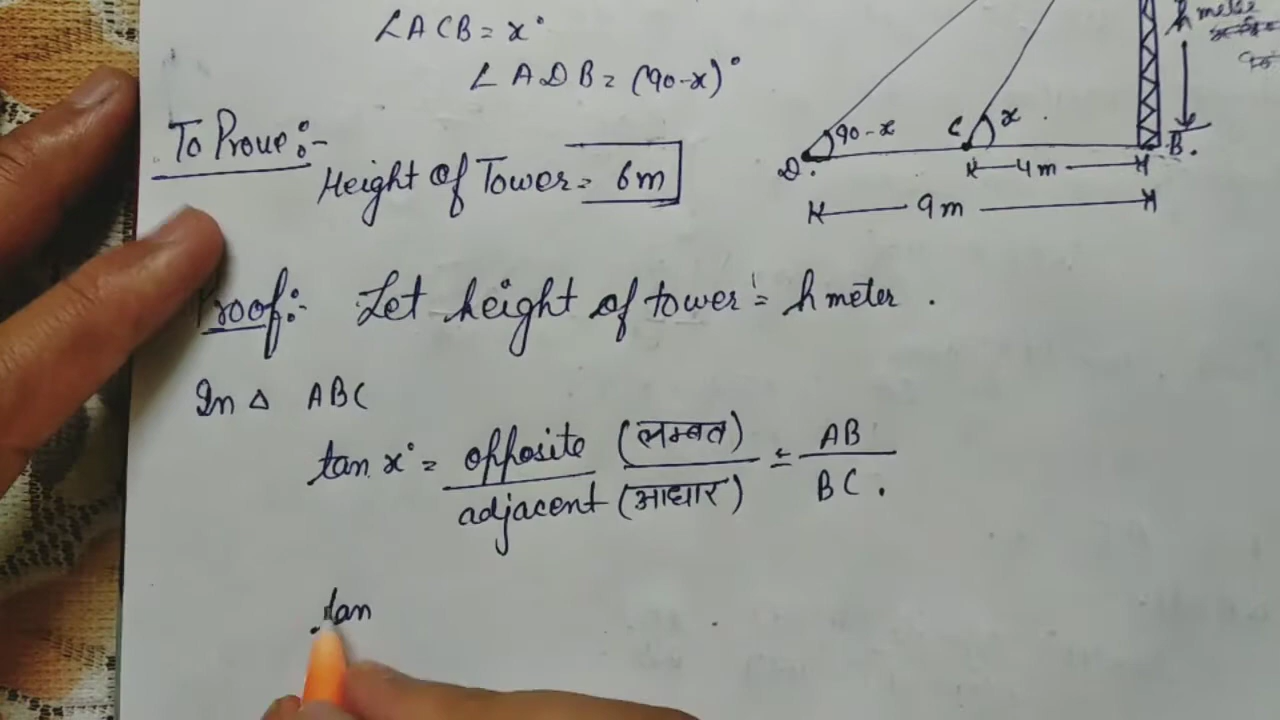 ∠ACB = x°
∠ADB = (90-x)°
To Prove:-
Height of Tower = 6m
h
90-x
C
x
D.
B.
4m
9m
Proof:- Let height of tower = h meter.
In △ ABC
tan x° = opposite (लम्बत) / adjacent (आधार) = AB / BC.
tan